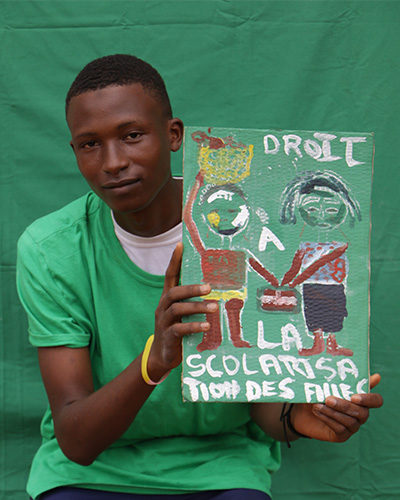 DROIT
À
LA
SCOLARISA
TION DES FILLES